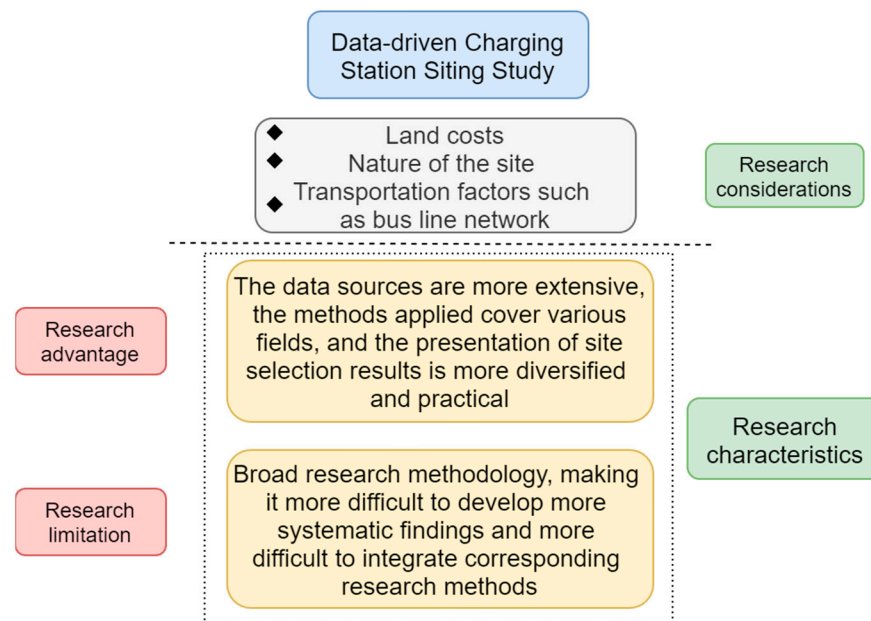 Data-driven Charging
Station Siting Study
◆ Land costs
◆ Nature of the site
◆ Transportation factors such
as bus line network
Research
considerations
Research
advantage
The data sources are more extensive,
the methods applied cover various
fields, and the presentation of site
selection results is more diversified
and practical
Research
characteristics
Research
limitation
Broad research methodology, making
it more difficult to develop more
systematic findings and more
difficult to integrate corresponding
research methods